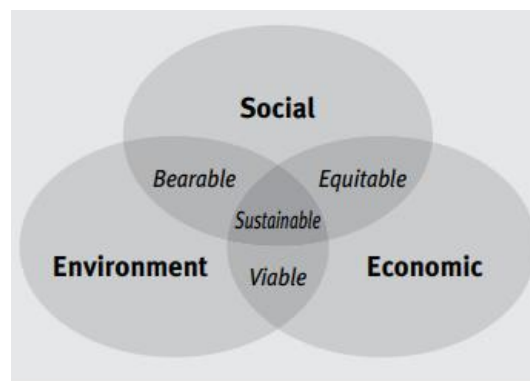 Social
Bearable Equitable
Sustainable
Environment Economic
Viable